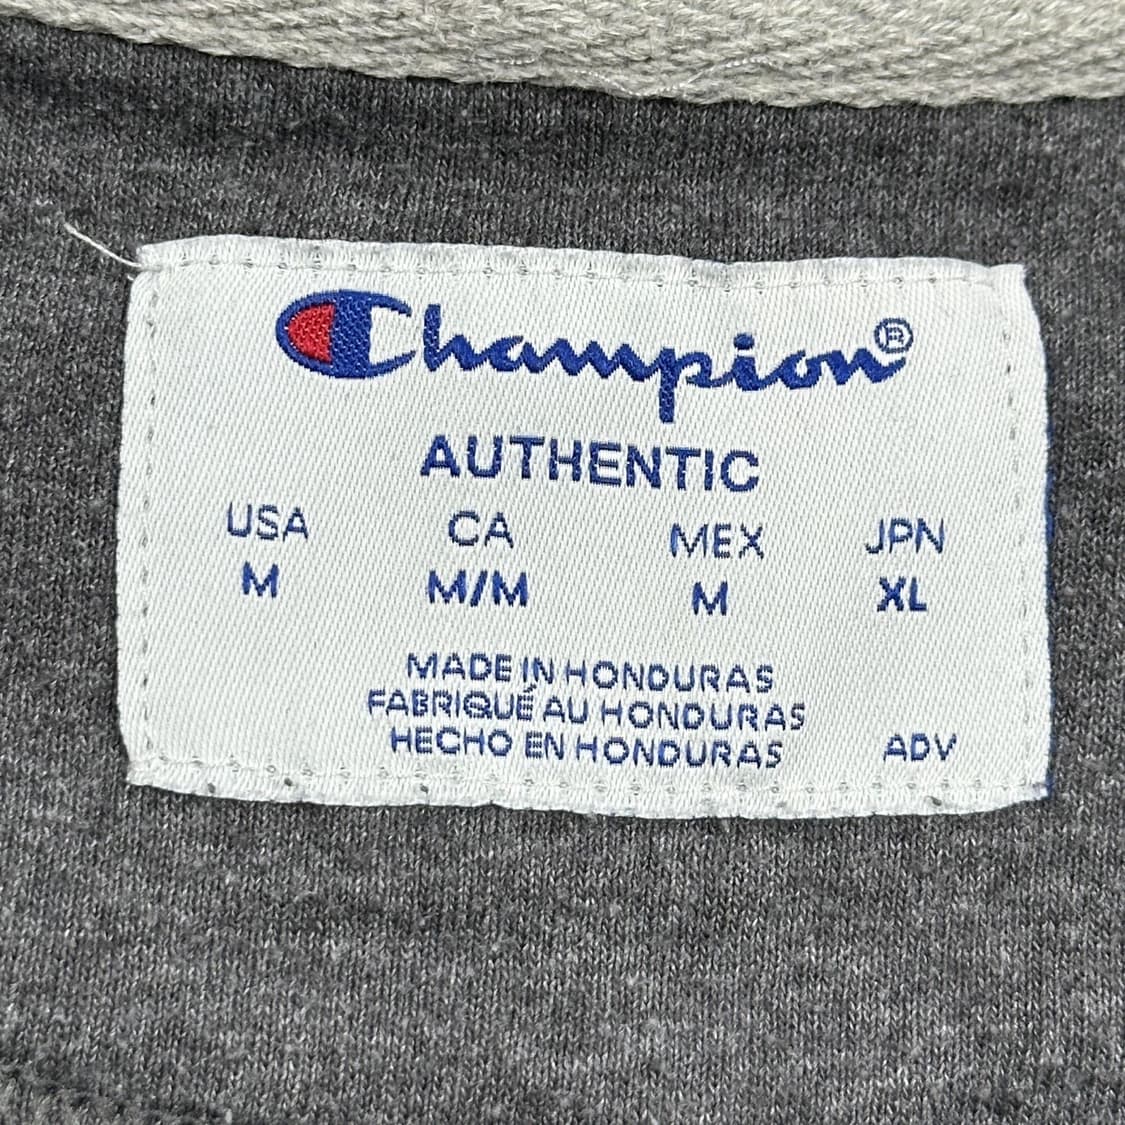 Champion®
AUTHENTIC
USA CA MEX JPN
M M/M M XL
MADE IN HONDURAS
FABRIQUÉ AU HONDURAS
HECHO EN HONDURAS ADV